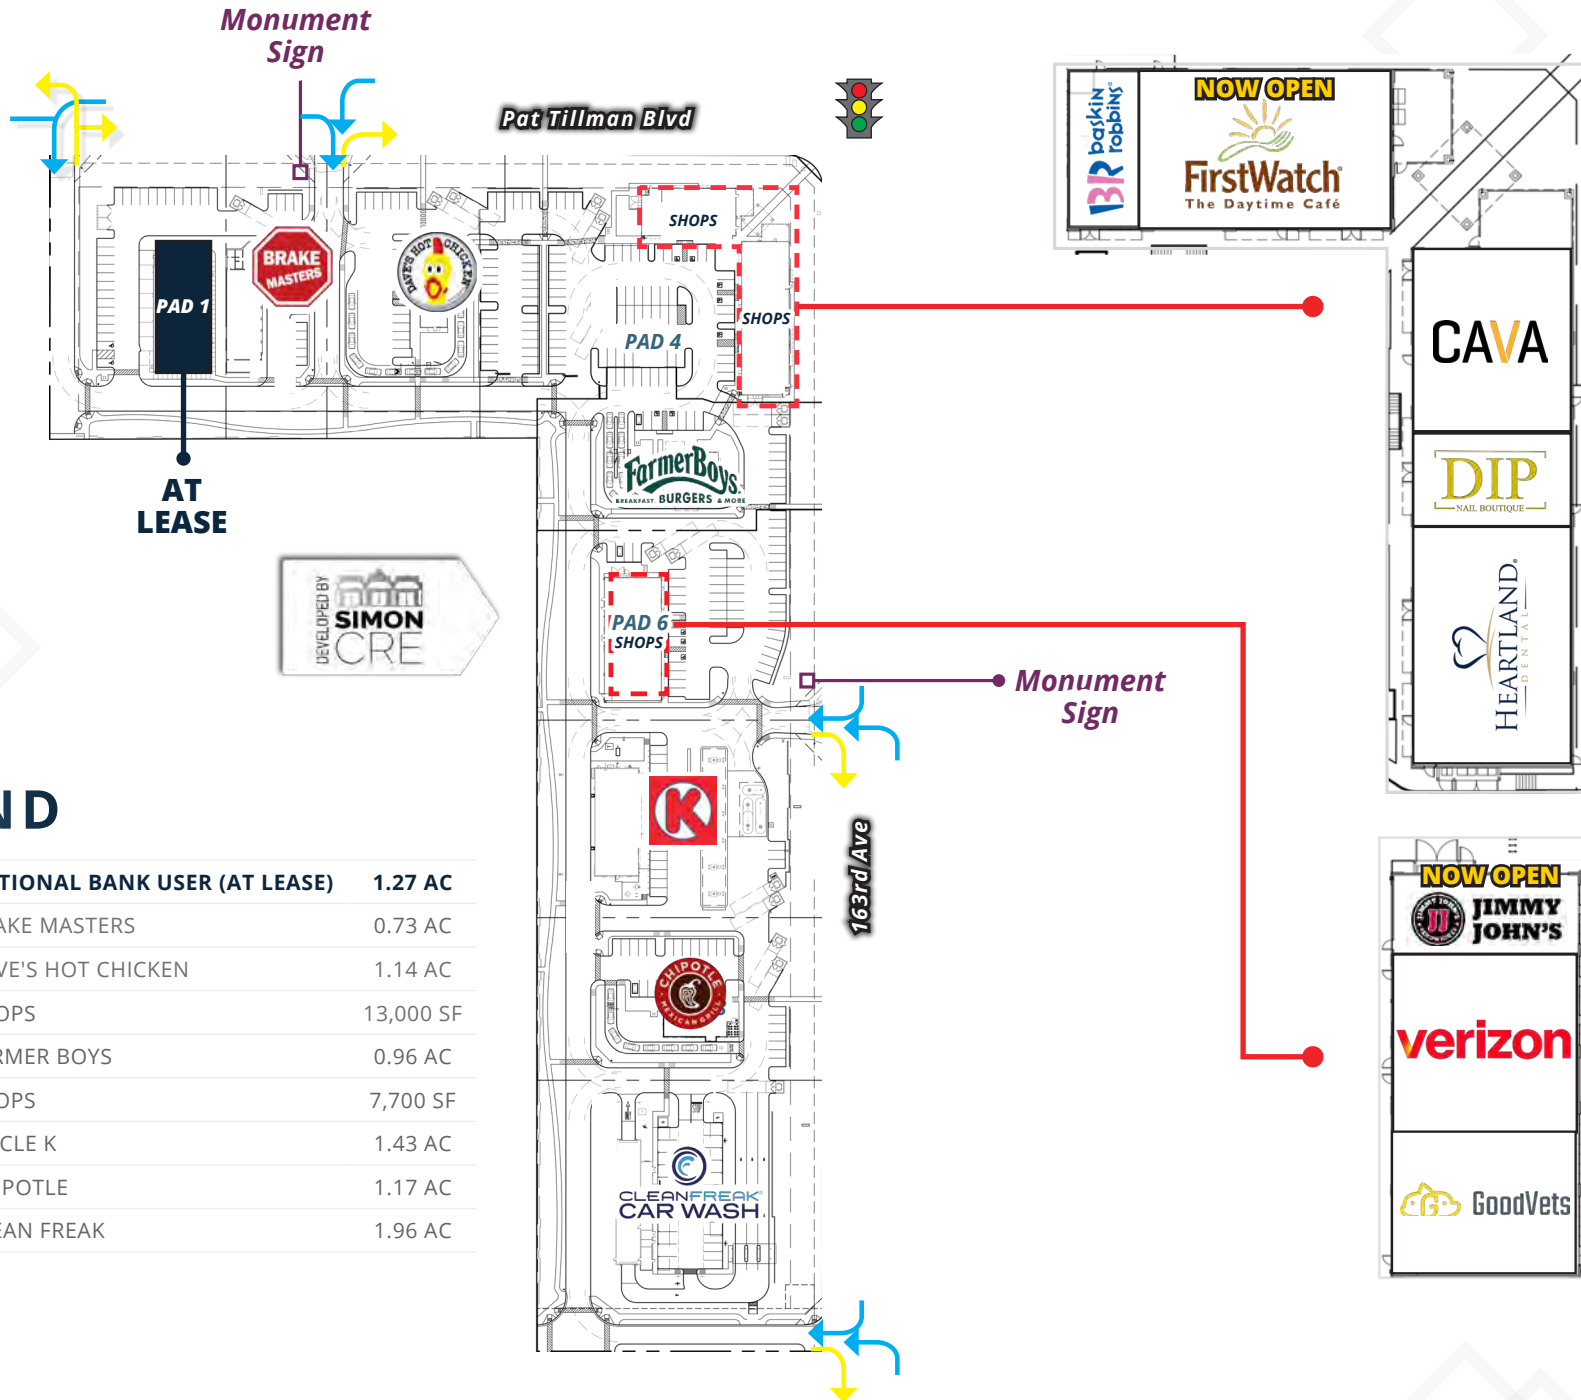 Monument
Sign
Pat Tillman Blvd
NOW OPEN
BR baskin
robbins
FirstWatch
The Daytime Café
SHOPS
BRAKE
MASTERS
DAVE'S HOT CHICKEN
PAD 1
SHOPS
PAD 4
CAVA
AT
LEASE
FarmerBoys
BREAKFAST. BURGERS & MORE
DIP
NAIL BOUTIQUE
DEVELOPED BY
SIMON
CRE
PAD 6
SHOPS
HEARTLAND
DENTAL
Monument
Sign
K
163rd Ave
ND
TIONAL BANK USER (AT LEASE) 1.27 AC
AKE MASTERS 0.73 AC
VE'S HOT CHICKEN 1.14 AC
OPS 13,000 SF
RMER BOYS 0.96 AC
OPS 7,700 SF
CLE K 1.43 AC
POTLE 1.17 AC
EAN FREAK 1.96 AC
NOW OPEN
JIMMY
JOHN'S
CHIPOTLE
MEXICAN GRILL
verizon
CLEANFREAK
CAR WASH
GoodVets